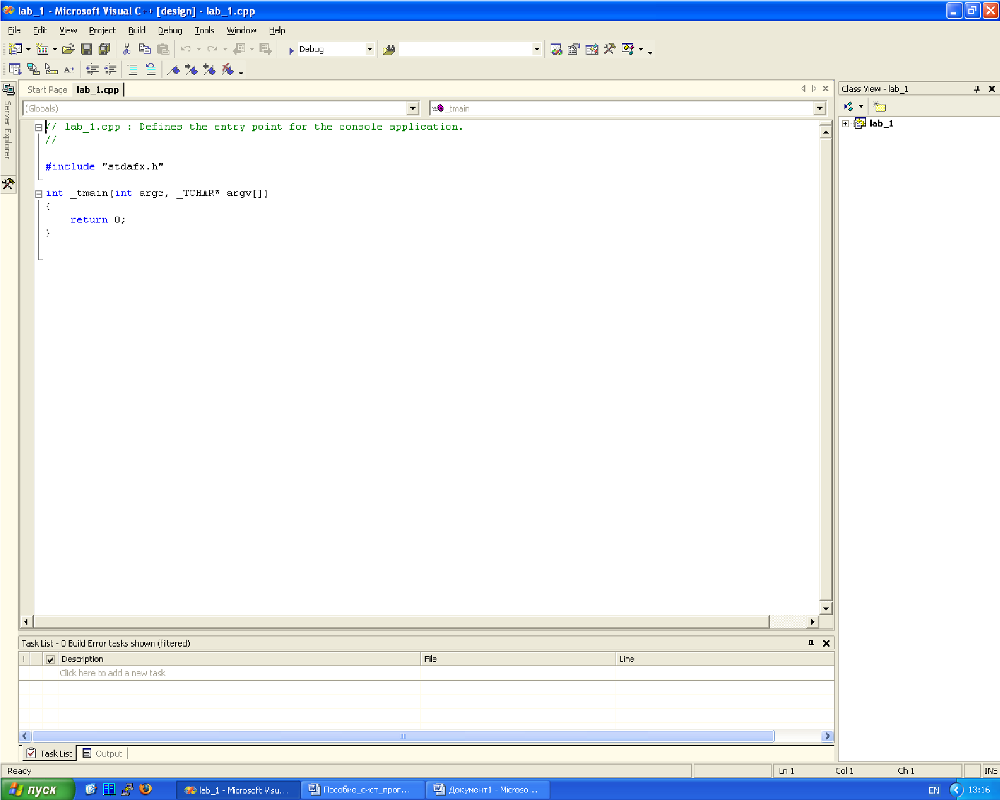 lab_1 - Microsoft Visual C++ [design] - lab_1.cpp
File Edit View Project Build Debug Tools Window Help
Debug
Server Explorer
Start Page lab_1.cpp
(Globals) _tmain
// lab_1.cpp : Defines the entry point for the console application.
//
#include "stdafx.h"
int _tmain(int argc, _TCHAR* argv[])
{
return 0;
}
Class View - lab_1
lab_1
Task List - 0 Build Error tasks shown (filtered)
! Description File Line
Click here to add a new task
Task List Output
Ready Ln 1 Col 1 Ch 1 INS
пуск lab_1 - Microsoft Visu... Пособие_сист_прог... Документ1 - Microso... EN 13:16